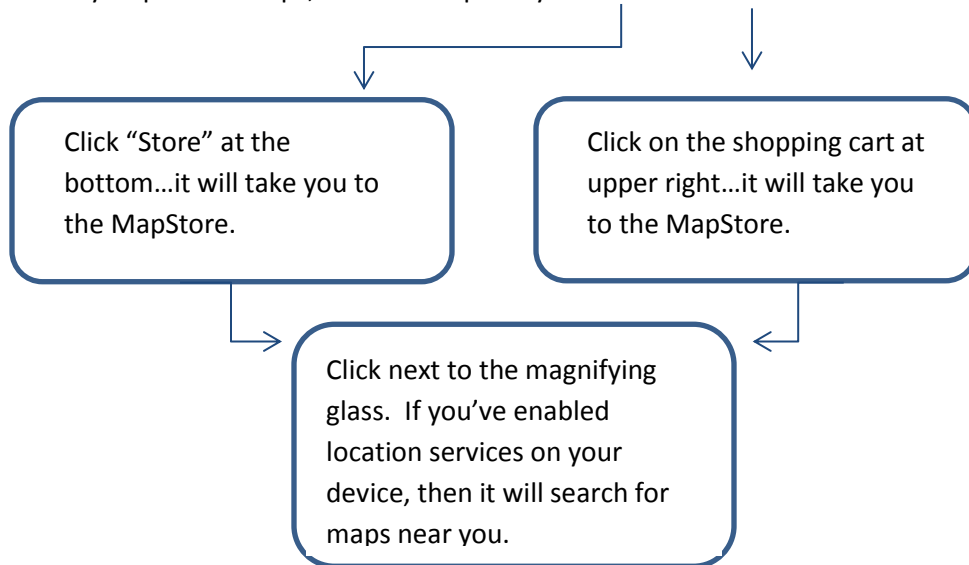 Click “Store” at the
bottom…it will take you to
the MapStore.
Click on the shopping cart at
upper right…it will take you
to the MapStore.
Click next to the magnifying
glass.  If you’ve enabled
location services on your
device, then it will search for
maps near you.